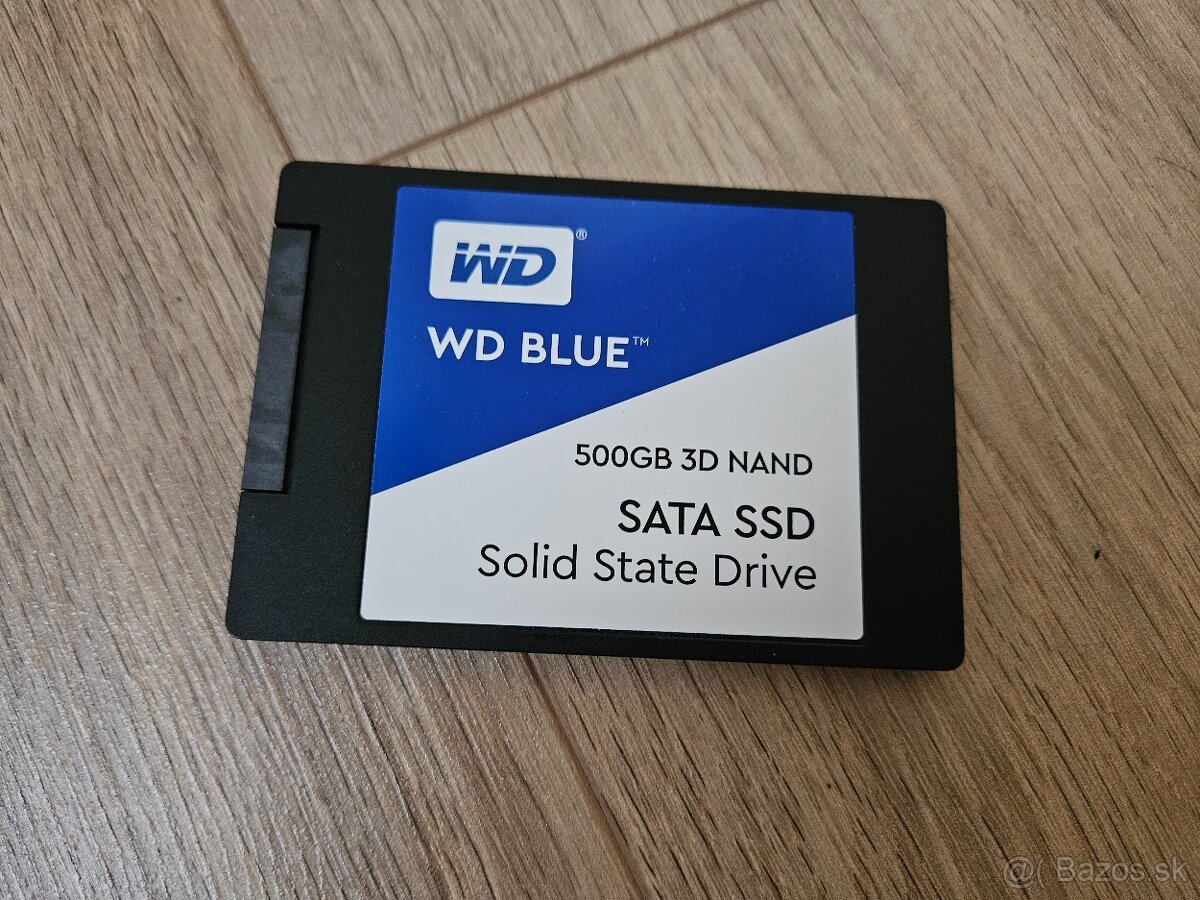 WD®
WD BLUE™
500GB 3D NAND
SATA SSD
Solid State Drive
@( Bazos.sk